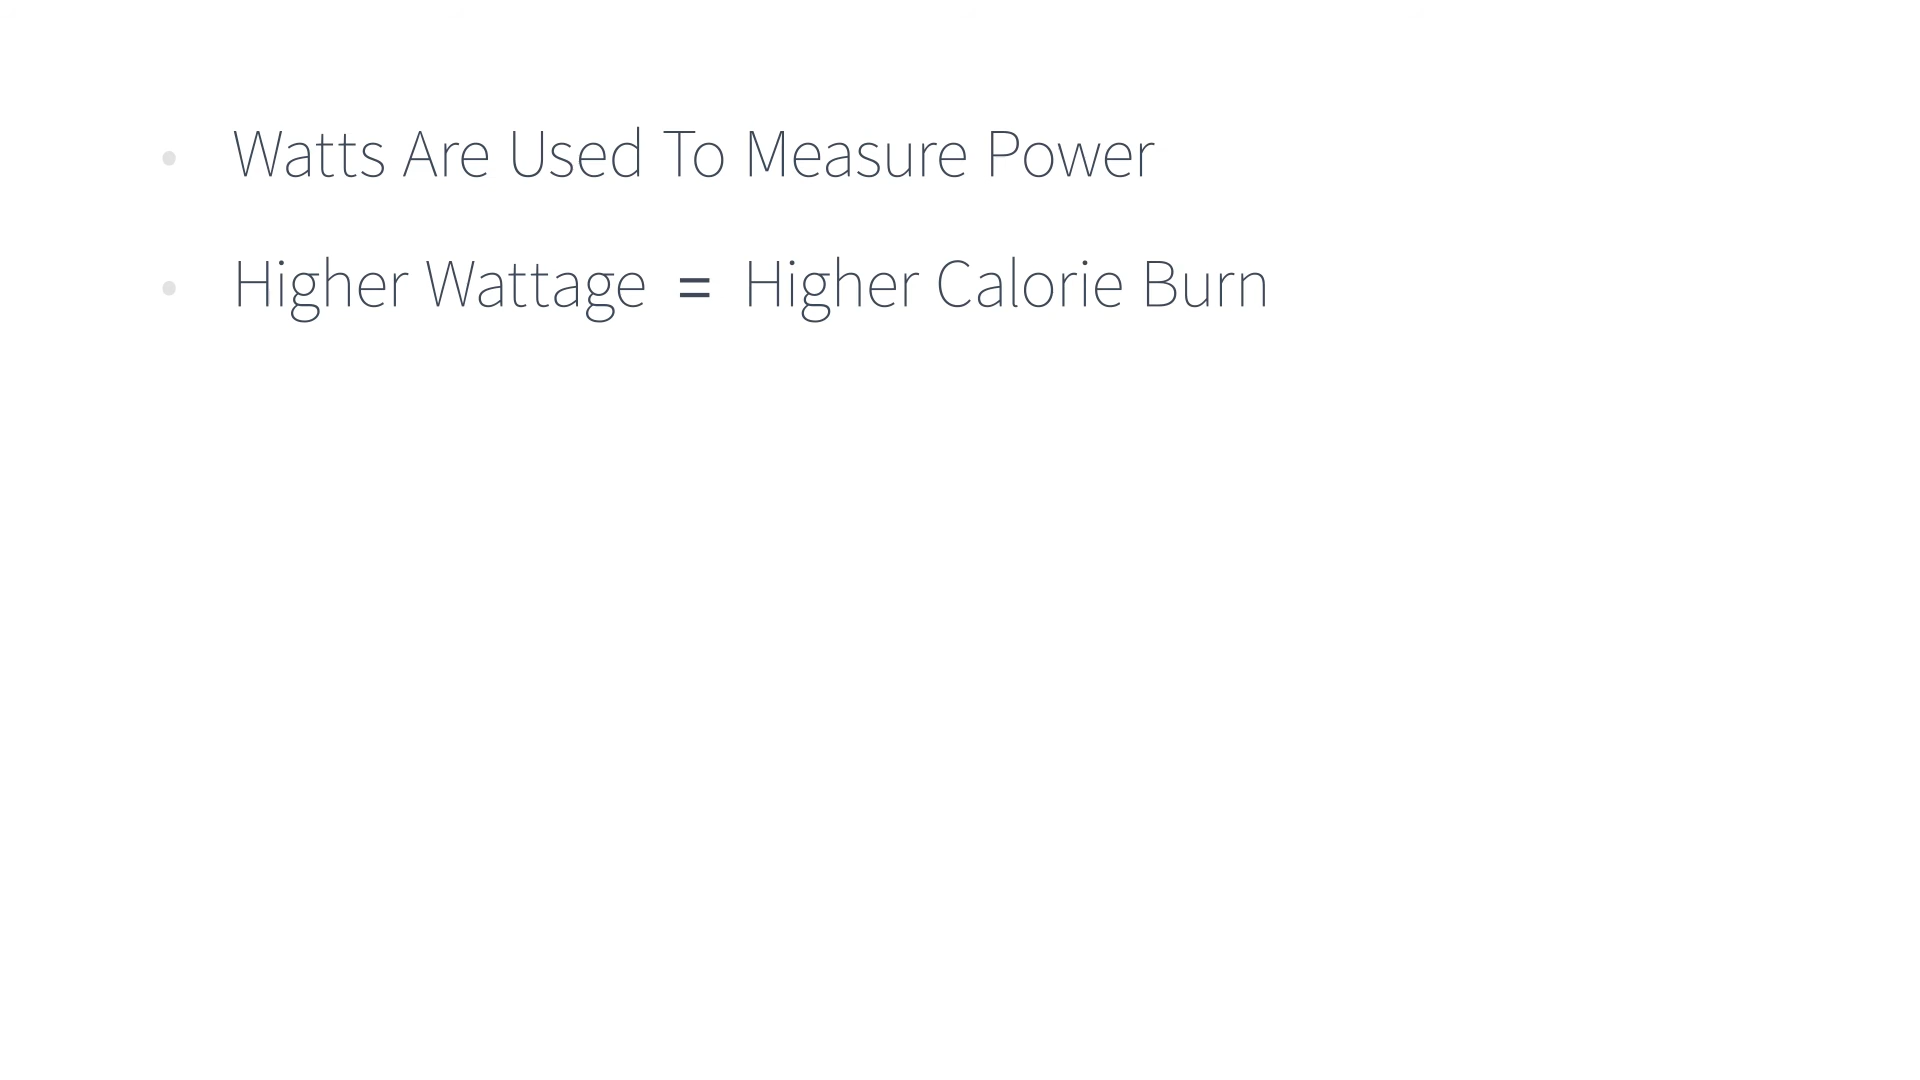 • Watts Are Used To Measure Power
• Higher Wattage = Higher Calorie Burn